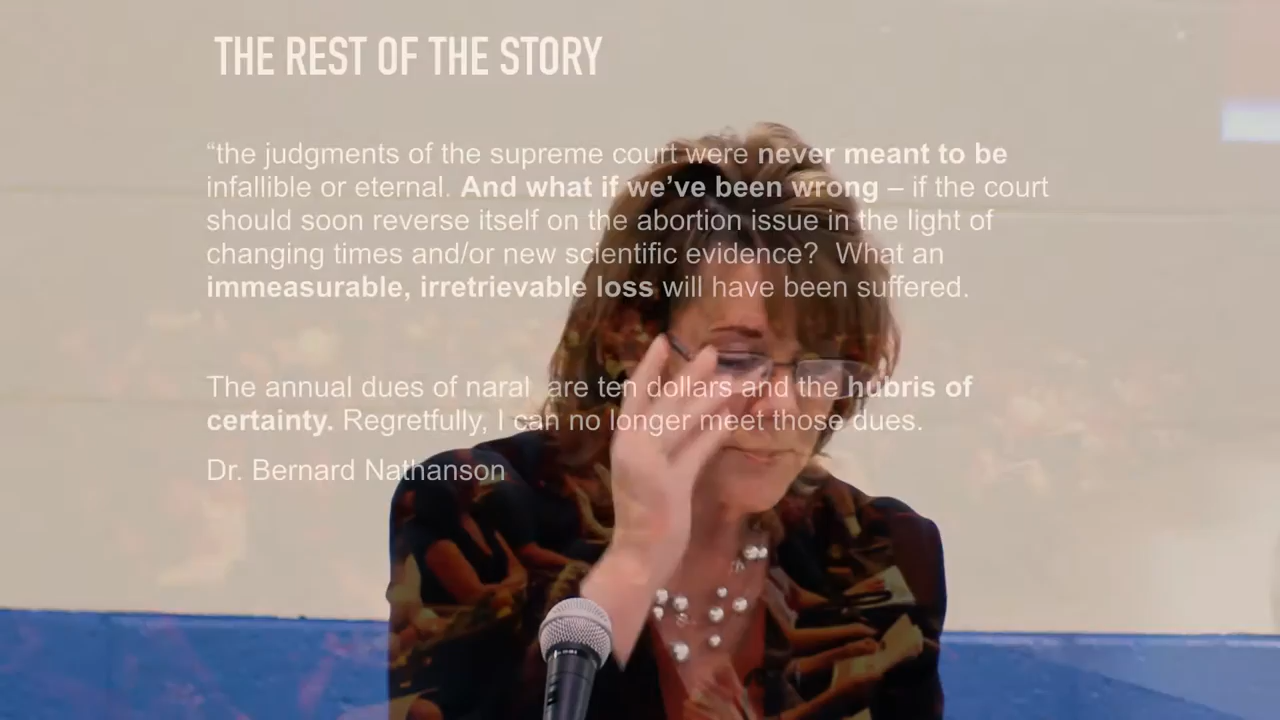 THE REST OF THE STORY
“the judgments of the supreme court were never meant to be
infallible or eternal. And what if we’ve been wrong – if the court
should soon reverse itself on the abortion issue in the light of
changing times and/or new scientific evidence?  What an
immeasurable, irretrievable loss will have been suffered.
The annual dues of naral  are ten dollars and the hubris of
certainty. Regretfully, I can no longer meet those dues.
Dr. Bernard Nathanson